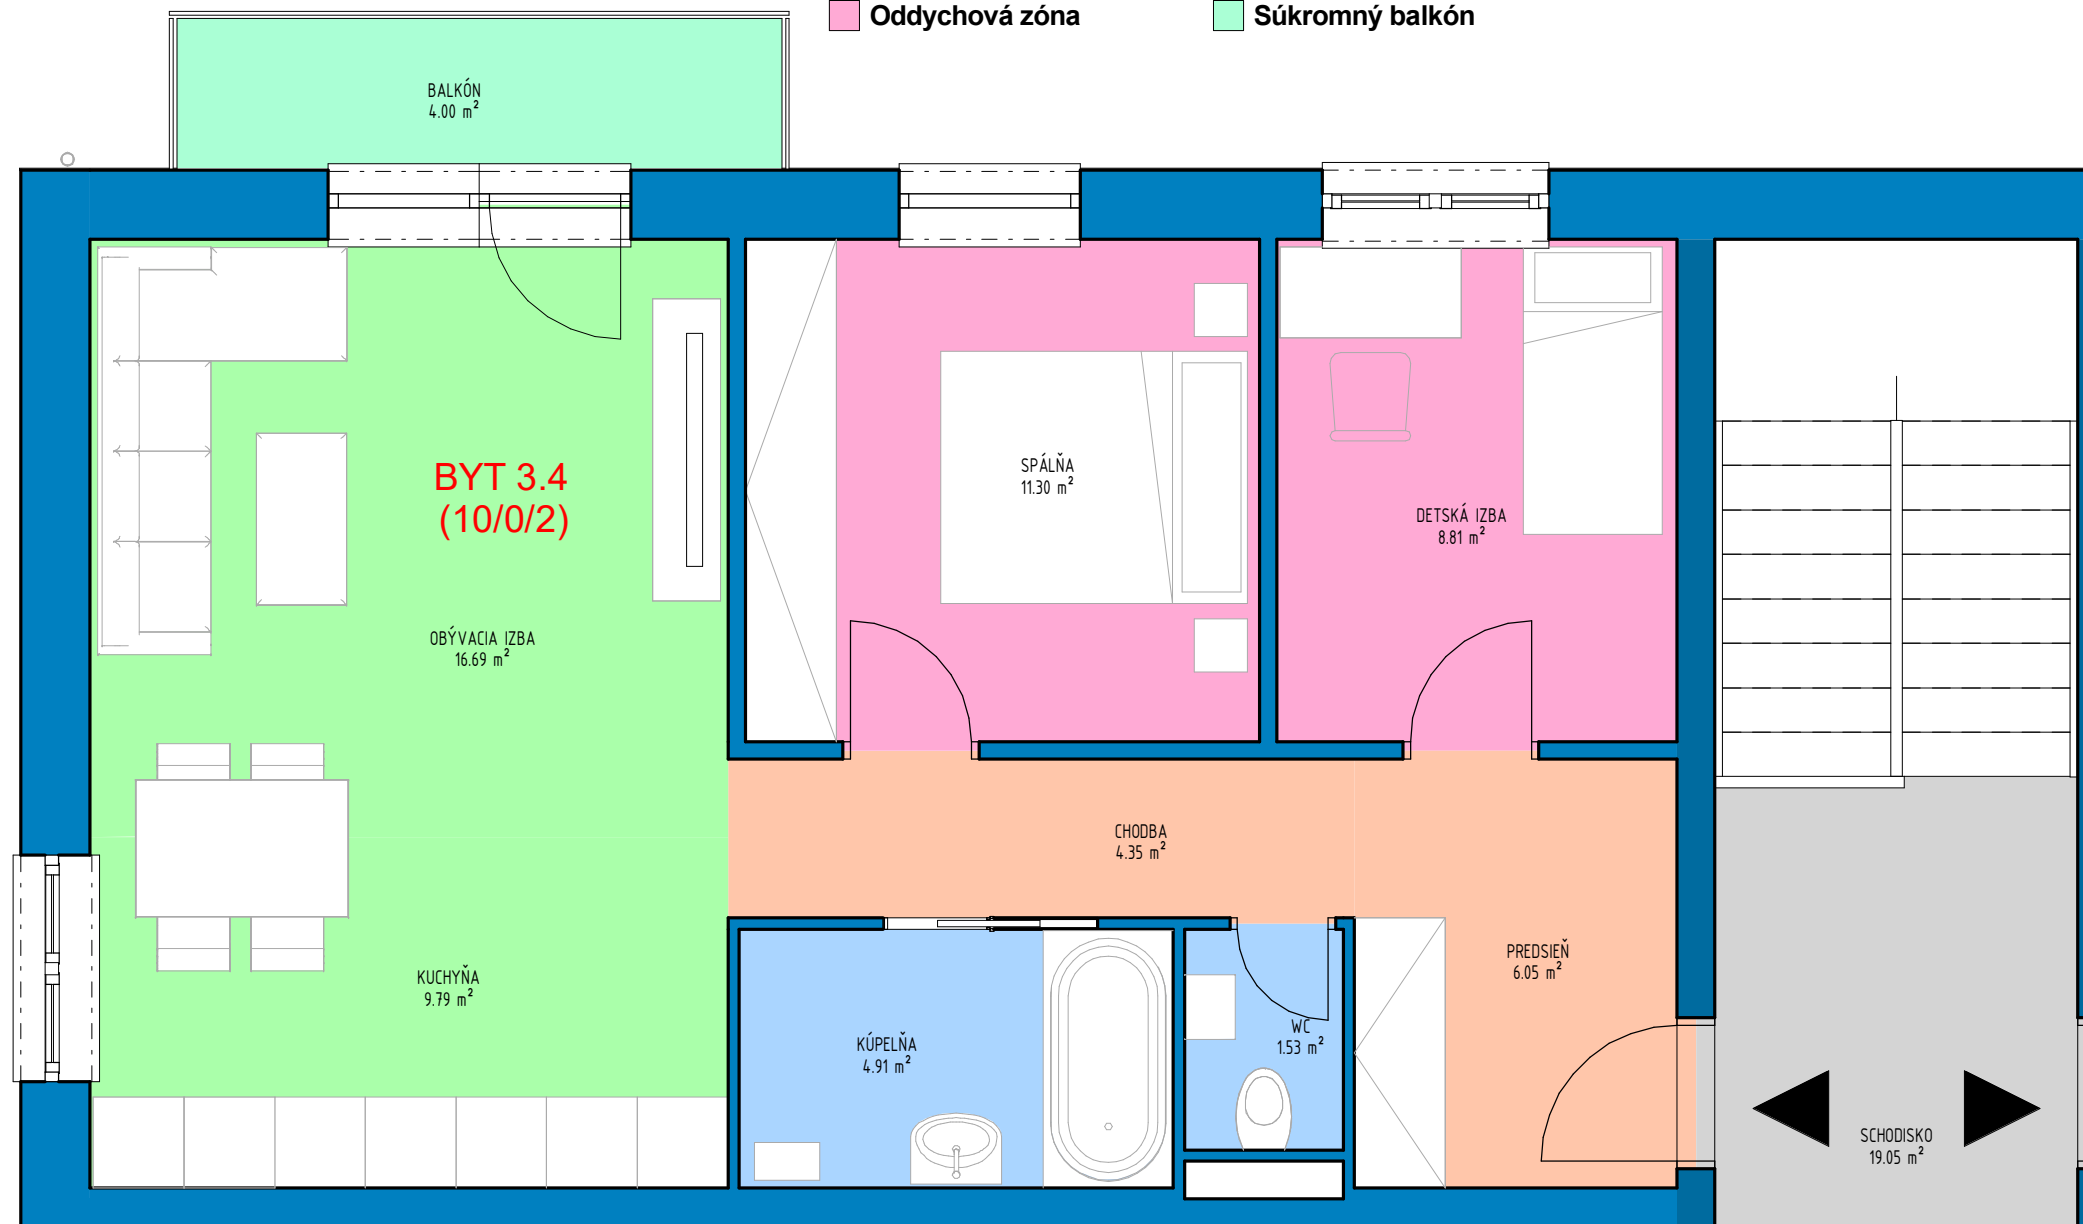 Oddychová zóna
Súkromný balkón
BALKÓN
4.00 m²
BYT 3.4
(10/0/2)
SPÁLŇA
11.30 m²
DETSKÁ IZBA
8.81 m²
OBÝVACIA IZBA
16.69 m²
CHODBA
4.35 m²
KUCHYŇA
9.79 m²
PREDSIEŇ
6.05 m²
KÚPELŇA
4.91 m²
WC
1.53 m²
SCHODISKO
19.05 m²